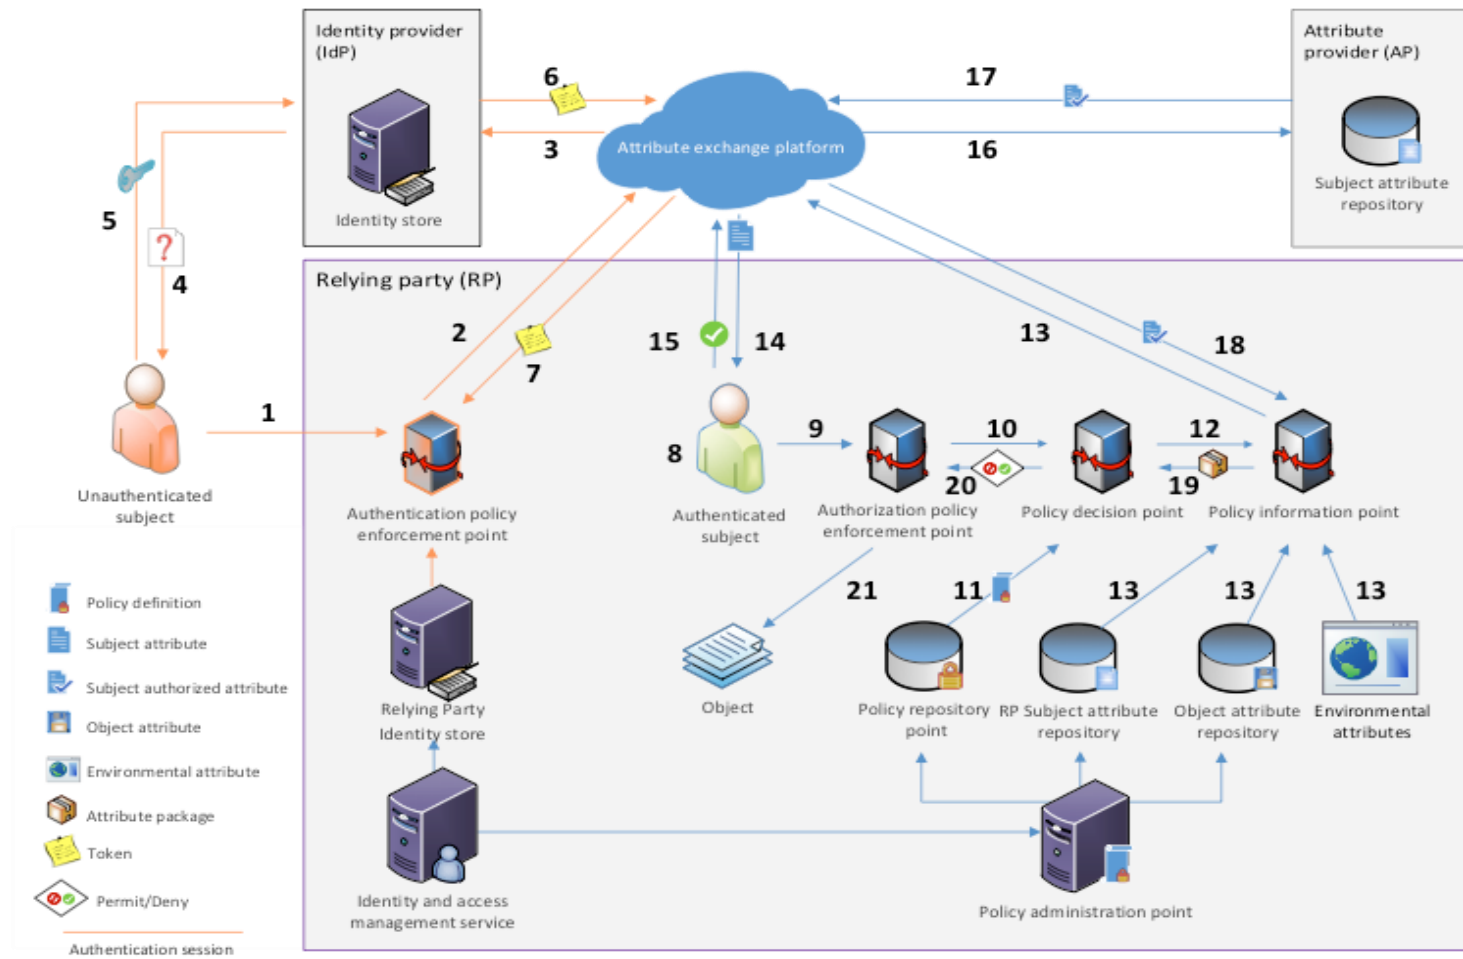 Identity provider
(IdP)
Identity store
6
3
Attribute exchange platform
17
16
Attribute
provider (AP)
Subject attribute
repository
5
?
4
Relying party (RP)
2
7
15
14
13
18
1
8
9
10
20
12
19
Unauthenticated
subject
Authentication policy
enforcement point
Authenticated
subject
Authorization policy
enforcement point
Policy decision point
Policy information point
21
11
13
13
13
Relying Party
Identity store
Object
Policy repository
point
RP Subject attribute
repository
Object attribute
repository
Environmental
attributes
Identity and access
management service
Policy administration point
Policy definition
Subject attribute
Subject authorized attribute
Object attribute
Environmental attribute
Attribute package
Token
Permit/Deny
Authentication session